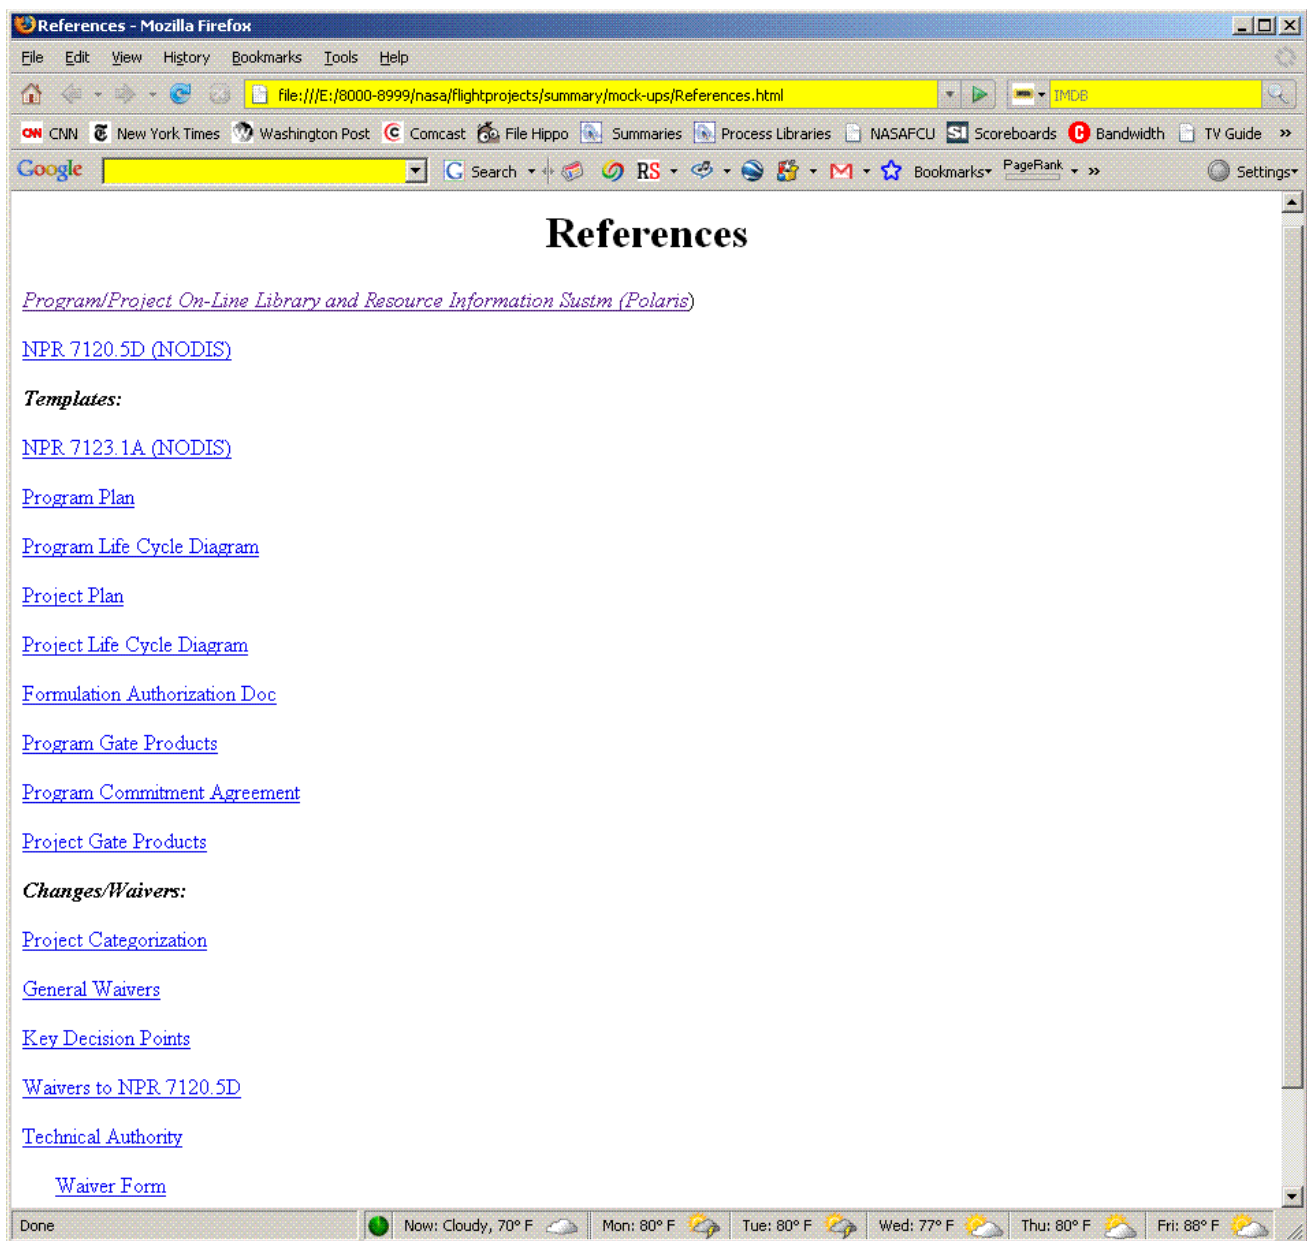 References - Mozilla Firefox
File Edit View History Bookmarks Tools Help
file:///E:/8000-8999/nasa/flightprojects/summary/mock-ups/References.html IMDB
CNN New York Times Washington Post Comcast File Hippo Summaries Process Libraries NASAFCU Scoreboards Bandwidth TV Guide »
Google Search RS Bookmarks PageRank » Settings
References
Program/Project On-Line Library and Resource Information Sustm (Polaris)
NPR 7120.5D (NODIS)
Templates:
NPR 7123.1A (NODIS)
Program Plan
Program Life Cycle Diagram
Project Plan
Project Life Cycle Diagram
Formulation Authorization Doc
Program Gate Products
Program Commitment Agreement
Project Gate Products
Changes/Waivers:
Project Categorization
General Waivers
Key Decision Points
Waivers to NPR 7120.5D
Technical Authority
Waiver Form
Done Now: Cloudy, 70° F Mon: 80° F Tue: 80° F Wed: 77° F Thu: 80° F Fri: 88° F